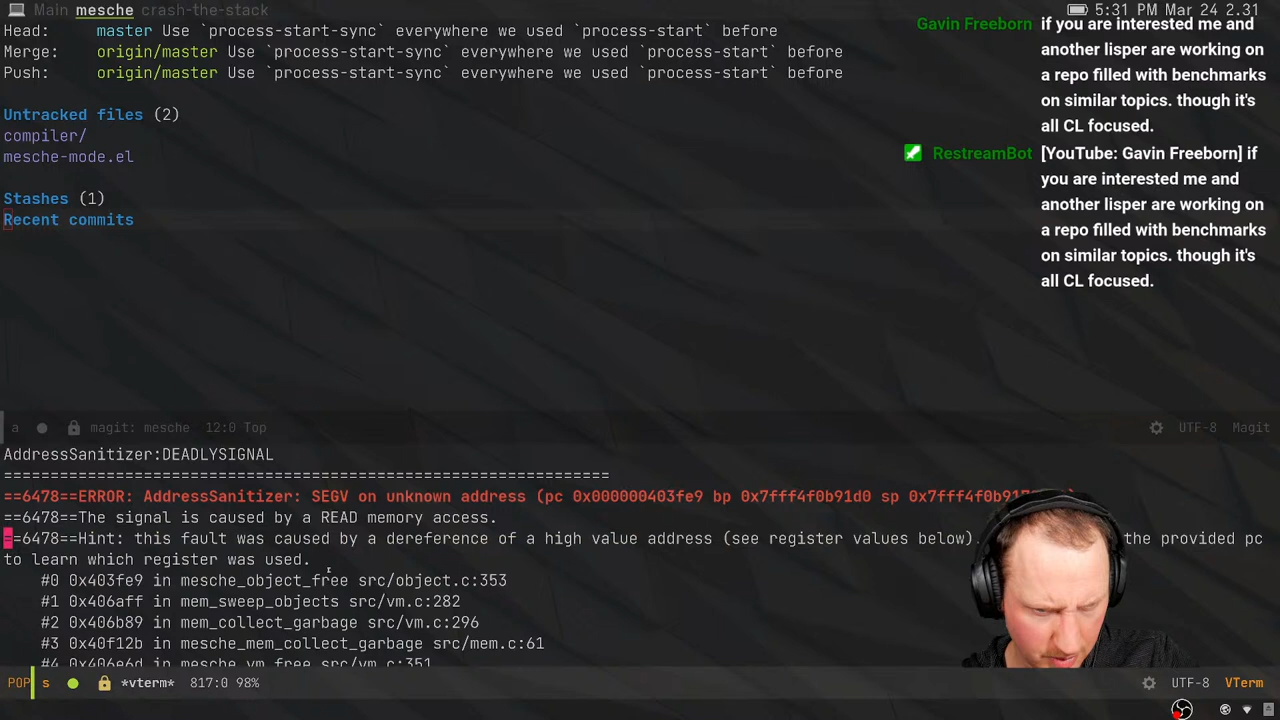 Main mesche crash-the-stack
5:31 PM Mar 24 2.31
Head: master Use `process-start-sync` everywhere we used `process-start` before
Merge: origin/master Use `process-start-sync` everywhere we used `process-start` before
Push: origin/master Use `process-start-sync` everywhere we used `process-start` before
Untracked files (2)
compiler/
mesche-mode.el
Stashes (1)
Recent commits
Gavin Freeborn if you are interested me and
another lisper are working on
a repo filled with benchmarks
on similar topics. though it's
all CL focused.
RestreamBot [YouTube: Gavin Freeborn] if
you are interested me and
another lisper are working on
a repo filled with benchmarks
on similar topics. though it's
all CL focused.
a magit: mesche 12:0 Top UTF-8 Magit
AddressSanitizer:DEADLYSIGNAL
=================================================================
==6478==ERROR: AddressSanitizer: SEGV on unknown address (pc 0x000000403fe9 bp 0x7fff4f0b91d0 sp
==6478==The signal is caused by a READ memory access.
==6478==Hint: this fault was caused by a dereference of a high value address (see register values below). the provided pc
to learn which register was used.
#0 0x403fe9 in mesche_object_free src/object.c:353
#1 0x406aff in mem_sweep_objects src/vm.c:282
#2 0x406b89 in mem_collect_garbage src/vm.c:296
#3 0x40f12b in mesche_mem_collect_garbage src/mem.c:61
#4 0x406e6d in mesche_vm_free src/vm.c:351
POP s *vterm* 817:0 98% UTF-8 VTerm